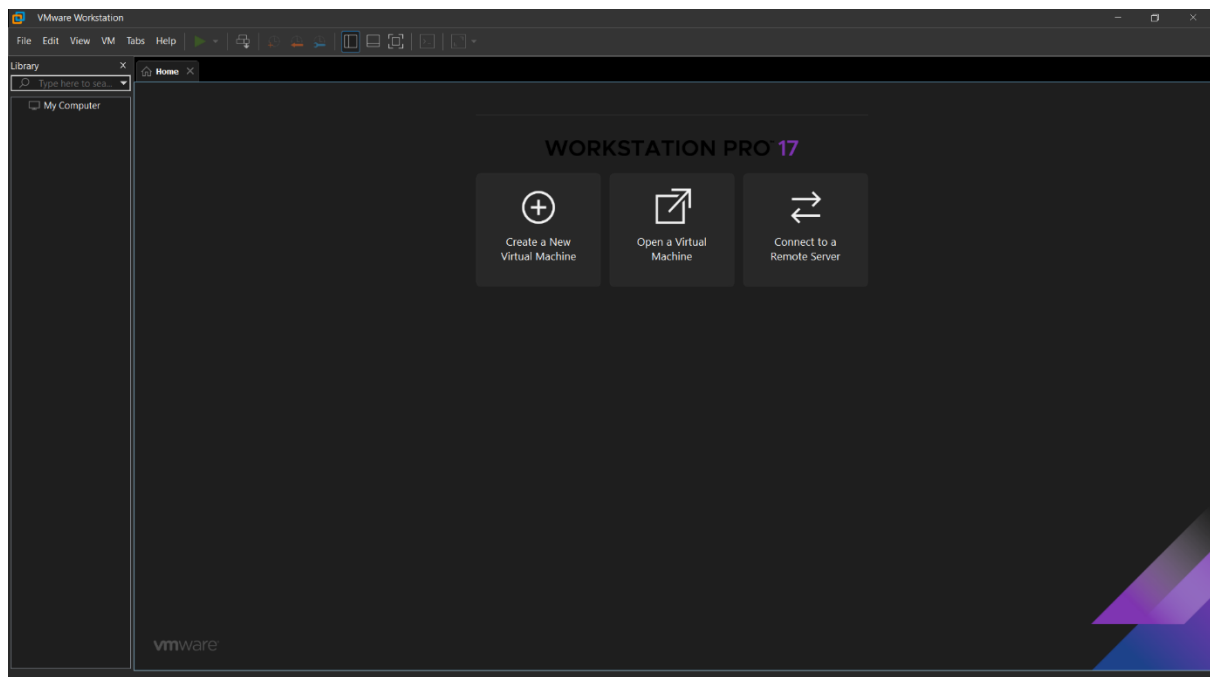 VMware Workstation
File Edit View VM Tabs Help
Library
Home
Type here to sea...
My Computer
WORKSTATION PRO 17
Create a New
Virtual Machine
Open a Virtual
Machine
Connect to a
Remote Server
vmware